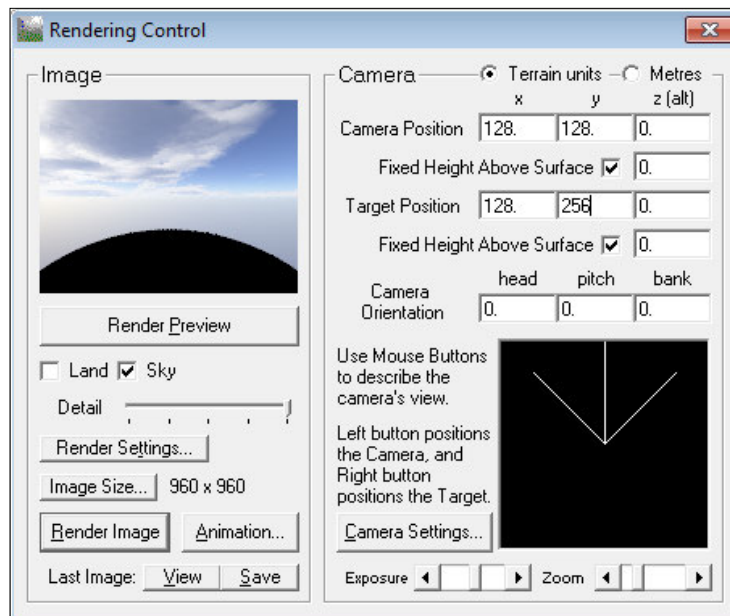 Rendering Control
Image
Render Preview
Land Sky
Detail
Render Settings...
Image Size... 960 x 960
Render Image Animation...
Last Image: View Save
Camera Terrain units Metres
x y z (alt)
Camera Position 128. 128. 0.
Fixed Height Above Surface 0.
Target Position 128. 256 0.
Fixed Height Above Surface 0.
head pitch bank
Camera
Orientation 0. 0. 0.
Use Mouse Buttons
to describe the
camera's view.
Left button positions
the Camera, and
Right button
positions the Target.
Camera Settings...
Exposure Zoom